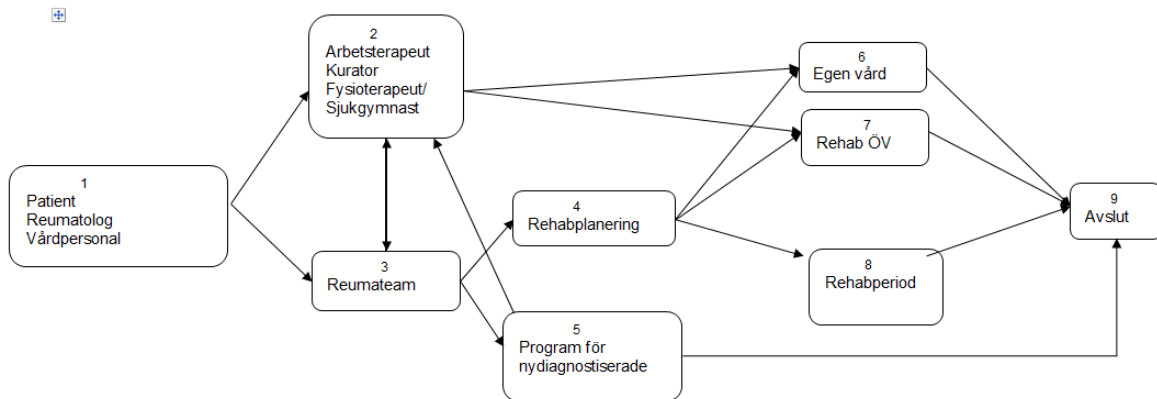 1
Patient
Reumatolog
Vårdpersonal
2
Arbetsterapeut
Kurator
Fysioterapeut/
Sjukgymnast
3
Reumateam
4
Rehabplanering
5
Program för
nydiagnostiserade
6
Egen vård
7
Rehab ÖV
8
Rehabperiod
9
Avslut